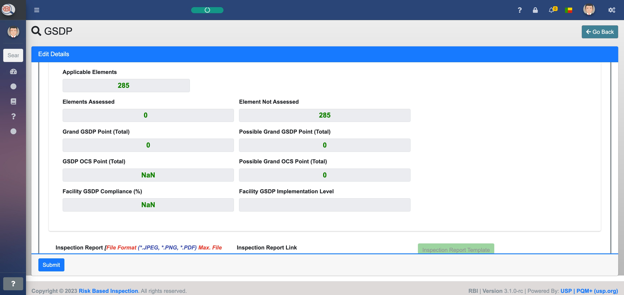 GSDP
Go Back
Sear
Edit Details
Applicable Elements
285
Elements Assessed
Element Not Assessed
0
285
Grand GSDP Point (Total)
Possible Grand GSDP Point (Total)
0
0
GSDP OCS Point (Total)
Possible Grand OCS Point (Total)
NaN
0
Facility GSDP Compliance (%)
Facility GSDP Implementation Level
NaN
Inspection Report [File Format (*.JPEG, *.PNG, *.PDF) Max. File
Inspection Report Link
Inspection Report Template
Submit
Copyright © 2023 Risk Based Inspection. All rights reserved.
RBI | Version 3.1.0-m | Powered By: USP | PQM+ (usp.org)